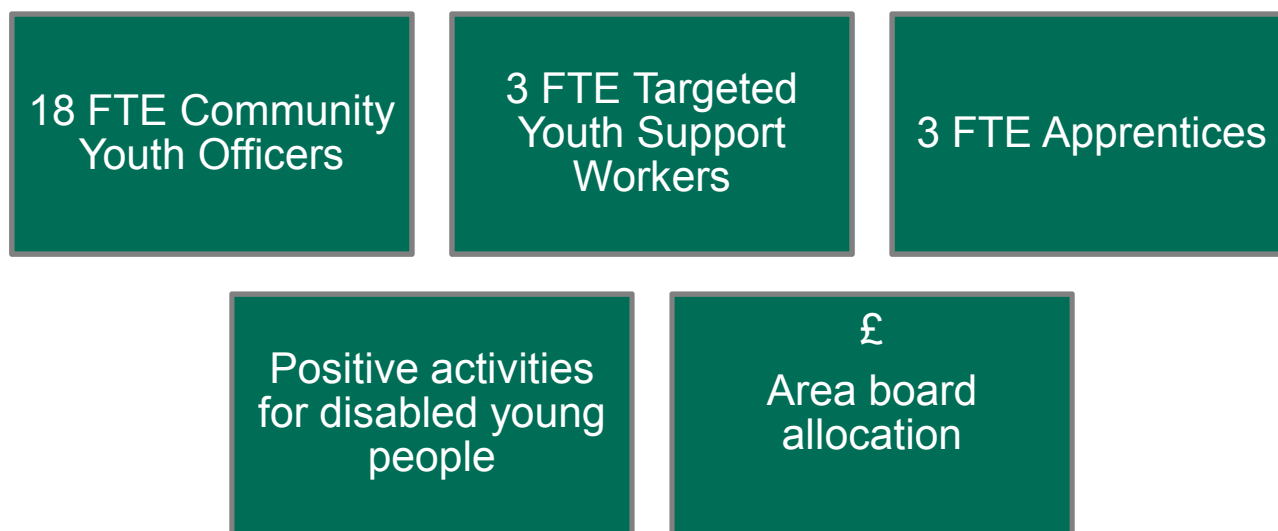 18 FTE Community
Youth Officers
3 FTE Targeted
Youth Support
Workers
3 FTE Apprentices
Positive activities
for disabled young
people
£
Area board
allocation